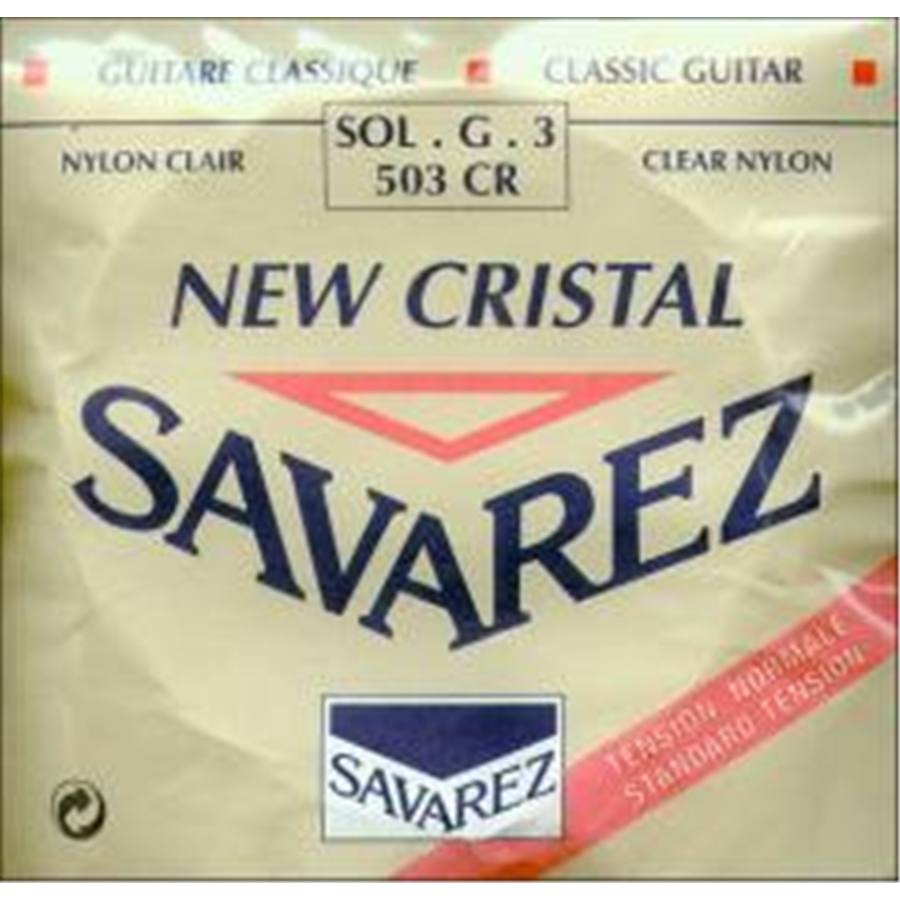 GUITARE CLASSIQUE
CLASSIC GUITAR
SOL . G . 3
503 CR
NYLON CLAIR
CLEAR NYLON
NEW CRISTAL
SAVAREZ
TENSION NORMALE
STANDARD TENSION
SAVAREZ